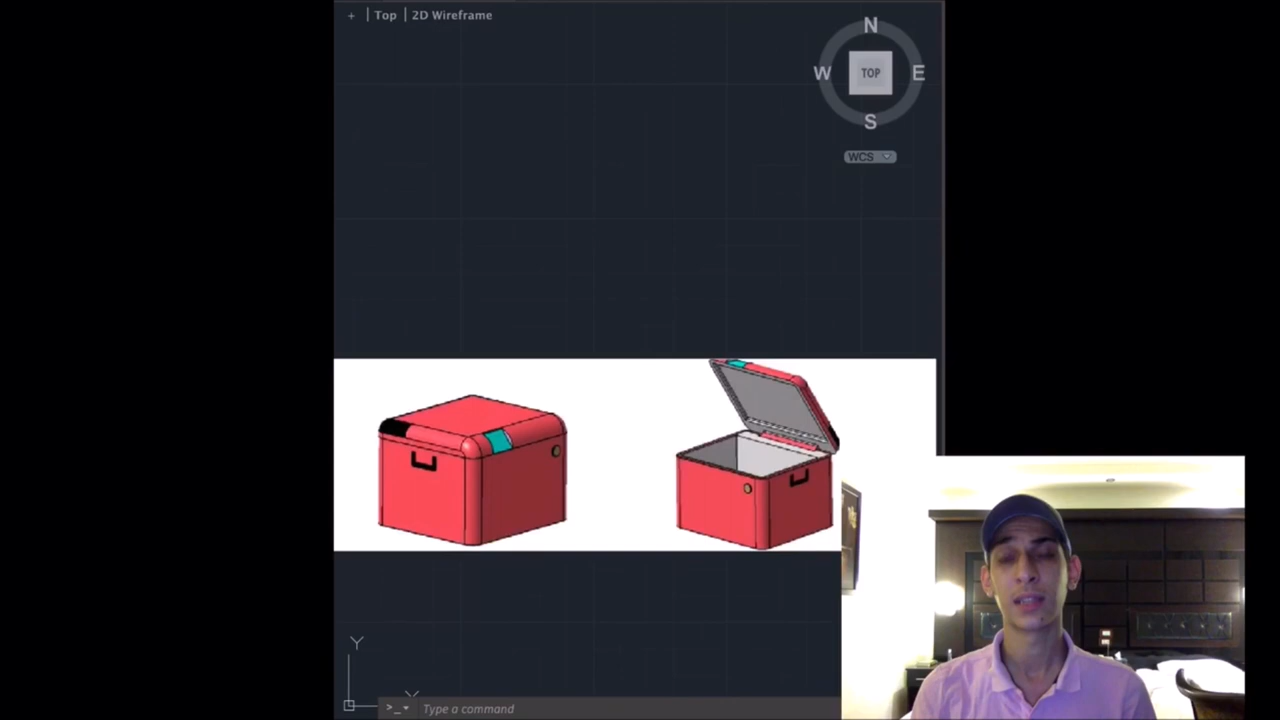 + | Top | 2D Wireframe
N
W TOP E
S
WCS
Y
>_ Type a command